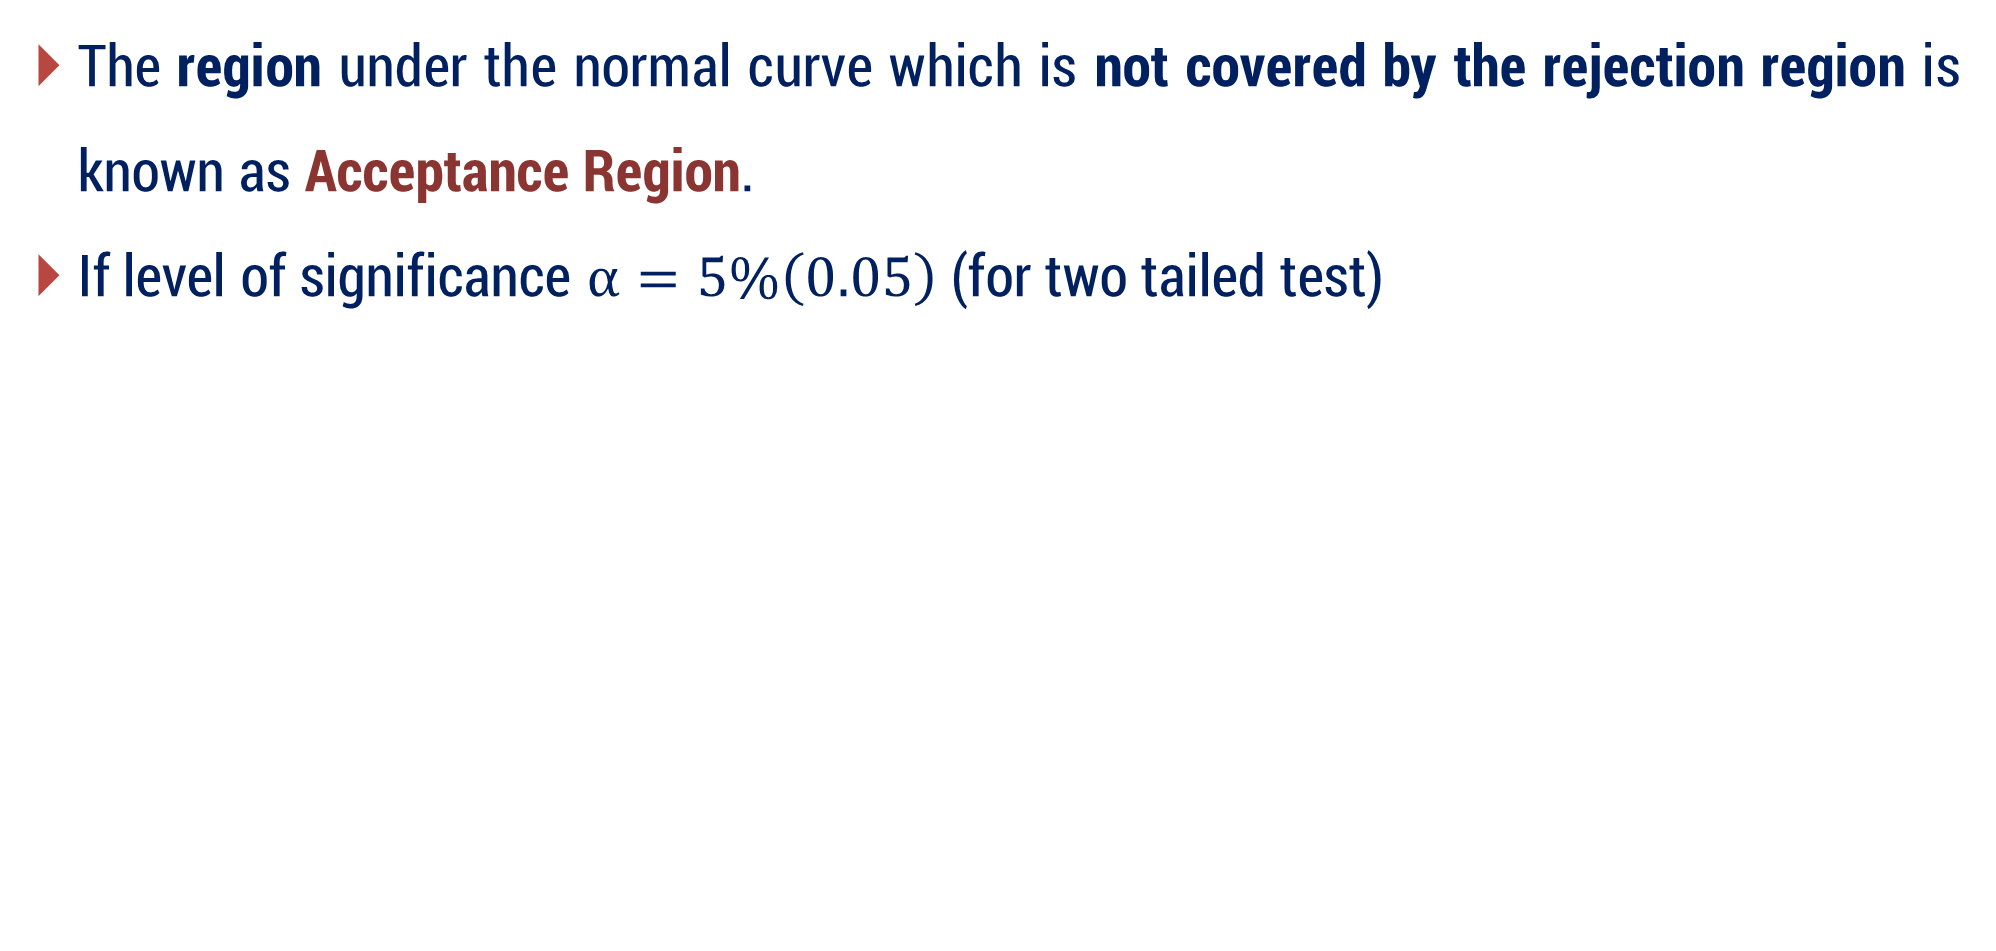 The region under the normal curve which is not covered by the rejection region is
known as Acceptance Region.
If level of significance α = 5%(0.05) (for two tailed test)